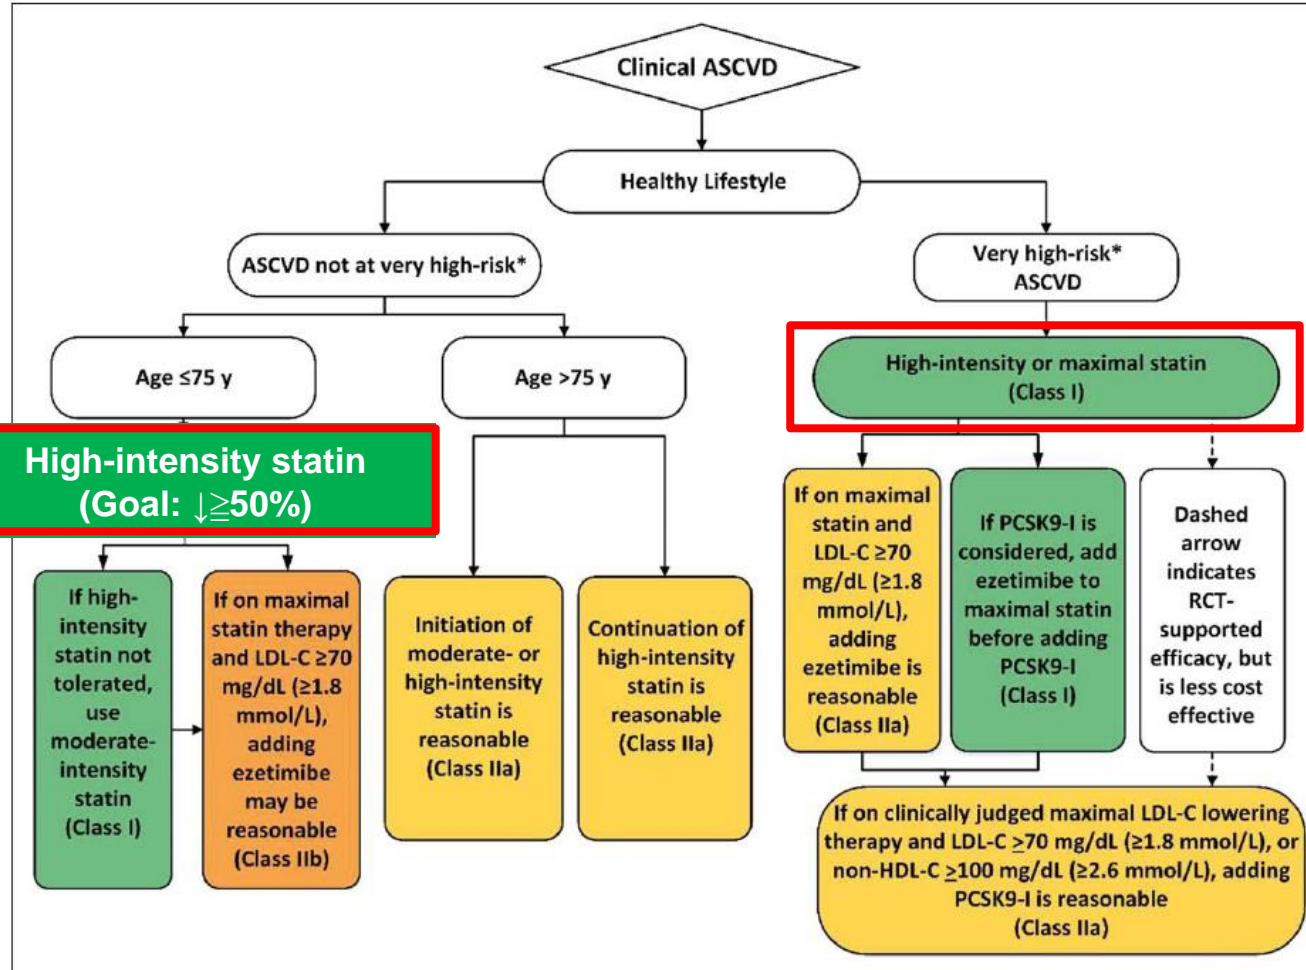 Clinical ASCVD
Healthy Lifestyle
ASCVD not at very high-risk*
Very high-risk*
ASCVD
Age ≤75 y
Age >75 y
High-intensity or maximal statin
(Class I)
High-intensity statin
(Goal: ↓≧50%)
If high-
intensity
statin not
tolerated,
use
moderate-
intensity
statin
(Class I)
If on maximal
statin therapy
and LDL-C ≥70
mg/dL (≥1.8
mmol/L),
adding
ezetimibe
may be
reasonable
(Class IIb)
Initiation of
moderate- or
high-intensity
statin is
reasonable
(Class IIa)
Continuation of
high-intensity
statin is
reasonable
(Class IIa)
If on maximal
statin and
LDL-C ≥70
mg/dL (≥1.8
mmol/L),
adding
ezetimibe is
reasonable
(Class IIa)
If PCSK9-I is
considered, add
ezetimibe to
maximal statin
before adding
PCSK9-I
(Class I)
Dashed
arrow
indicates
RCT-
supported
efficacy, but
is less cost
effective
If on clinically judged maximal LDL-C lowering
therapy and LDL-C ≥70 mg/dL (≥1.8 mmol/L), or
non-HDL-C ≥100 mg/dL (≥2.6 mmol/L), adding
PCSK9-I is reasonable
(Class IIa)